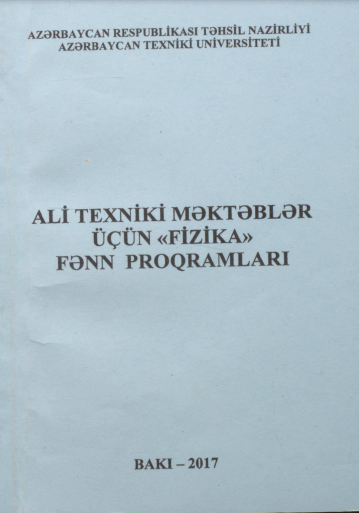 AZƏRBAYCAN RESPUBLİKASI TƏHSİL NAZİRLİYİ
AZƏRBAYCAN TEXNİKİ UNİVERSİTETİ
ALİ TEXNİKİ MƏKTƏBLƏR
ÜÇÜN «FİZİKA»
FƏNN PROQRAMLARI
BAKI – 2017